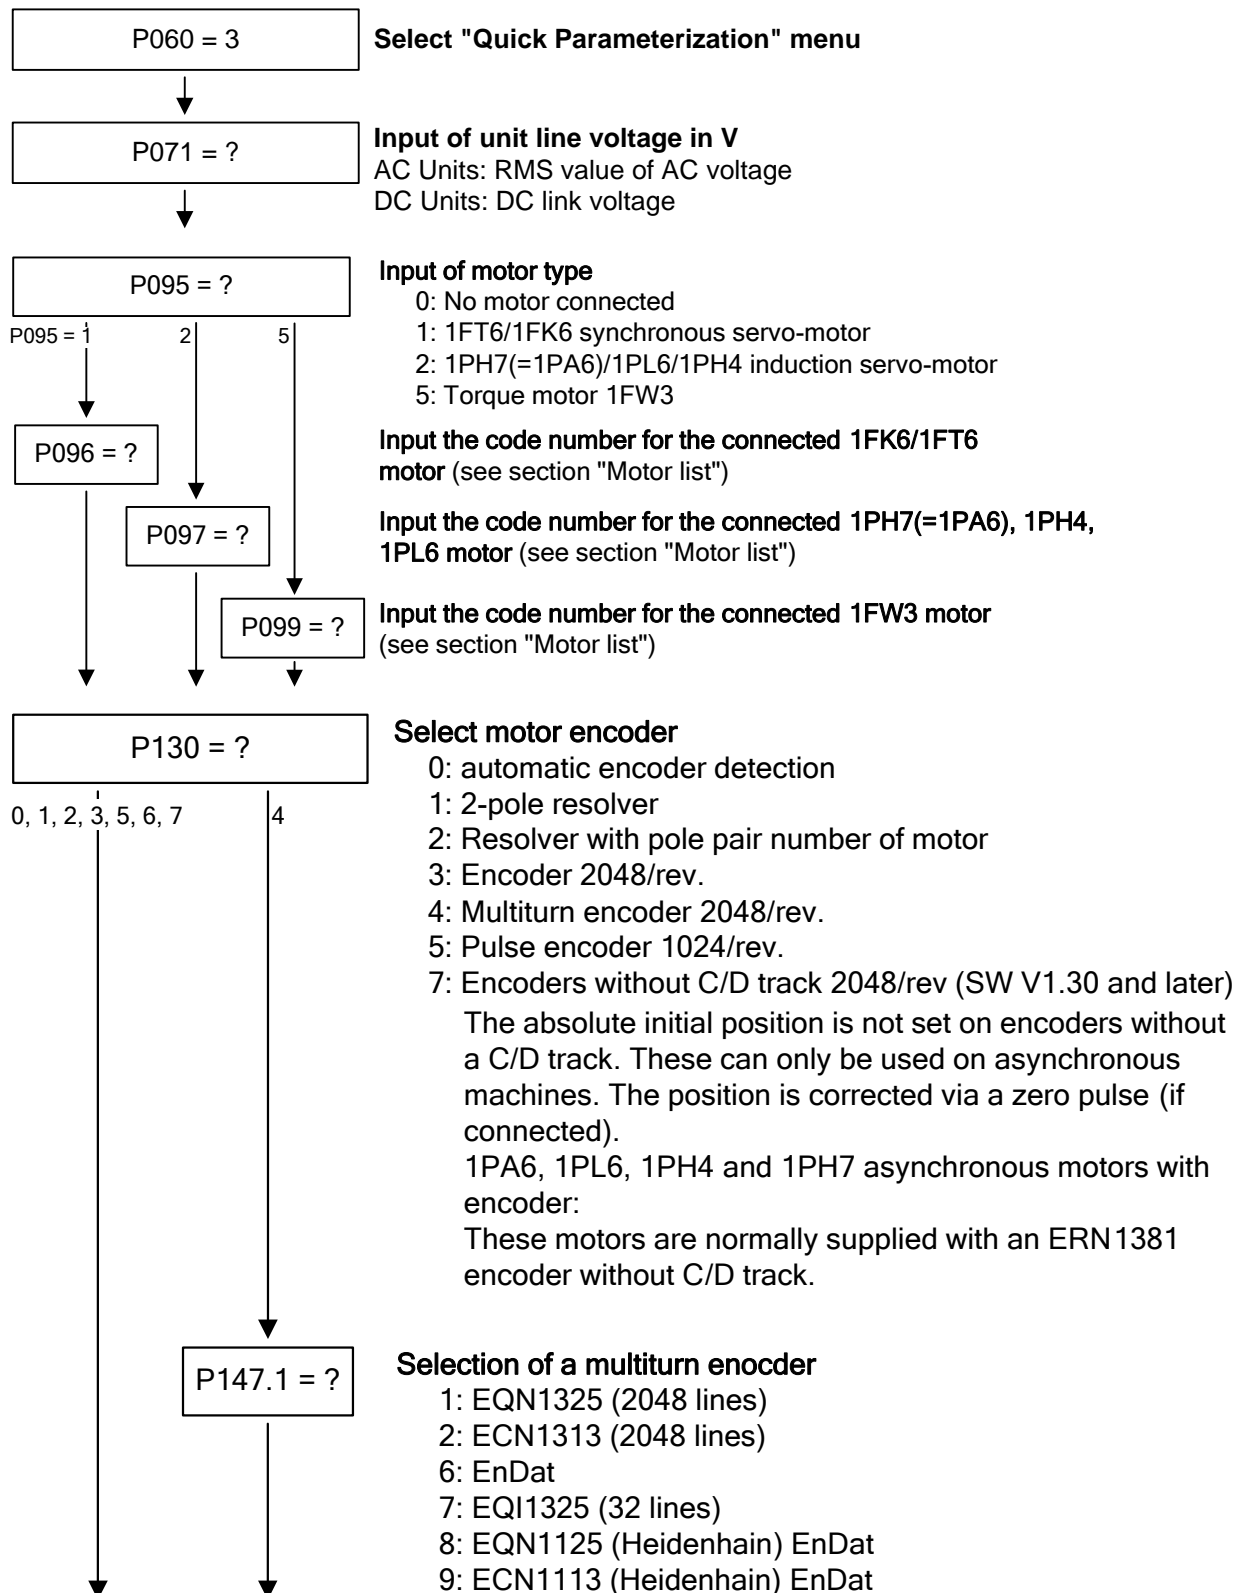 P060 = 3
Select "Quick Parameterization" menu
P071 = ?
Input of unit line voltage in V
AC Units: RMS value of AC voltage
DC Units: DC link voltage
P095 = ?
Input of motor type
0: No motor connected
1: 1FT6/1FK6 synchronous servo-motor
2: 1PH7(=1PA6)/1PL6/1PH4 induction servo-motor
5: Torque motor 1FW3
P095 = 1
2
5
P096 = ?
Input the code number for the connected 1FK6/1FT6
motor (see section "Motor list")
P097 = ?
Input the code number for the connected 1PH7(=1PA6), 1PH4,
1PL6 motor (see section "Motor list")
P099 = ?
Input the code number for the connected 1FW3 motor
(see section "Motor list")
P130 = ?
Select motor encoder
0: automatic encoder detection
1: 2-pole resolver
2: Resolver with pole pair number of motor
3: Encoder 2048/rev.
4: Multiturn encoder 2048/rev.
5: Pulse encoder 1024/rev.
7: Encoders without C/D track 2048/rev (SW V1.30 and later)
The absolute initial position is not set on encoders without
a C/D track. These can only be used on asynchronous
machines. The position is corrected via a zero pulse (if
connected).
1PA6, 1PL6, 1PH4 and 1PH7 asynchronous motors with
encoder:
These motors are normally supplied with an ERN1381
encoder without C/D track.
0, 1, 2, 3, 5, 6, 7
4
P147.1 = ?
Selection of a multiturn enocder
1: EQN1325 (2048 lines)
2: ECN1313 (2048 lines)
6: EnDat
7: EQI1325 (32 lines)
8: EQN1125 (Heidenhain) EnDat
9: ECN1113 (Heidenhain) EnDat